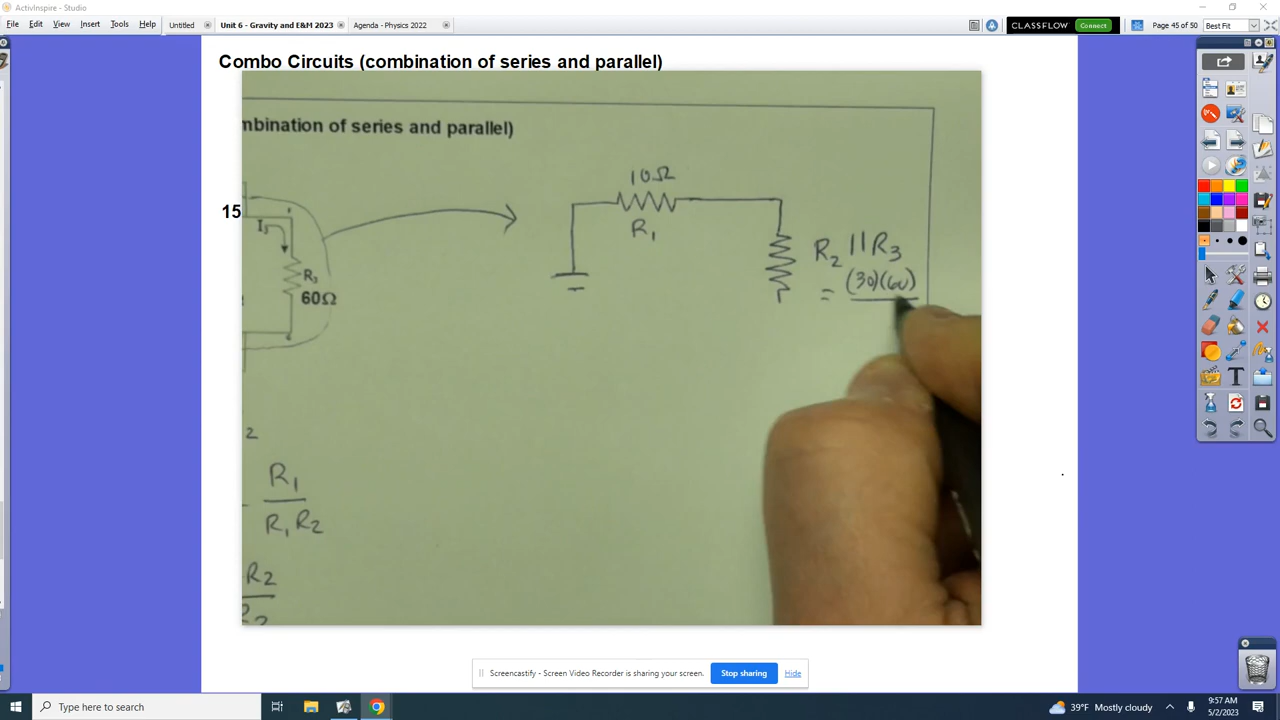 ActivInspire - Studio
File Edit View Insert Tools Help
Untitled
Unit 6 - Gravity and E&M 2023
Agenda - Physics 2022
CLASSFLOW
Connect
Page 45 of 50
Best Fit
Combo Circuits (combination of series and parallel)
mbination of series and parallel)
15
10Ω
R₁
R₂ || R₃
= (30)(60)
I₃
R₃
60Ω
2
R₁
R₁R₂
R₂
Screencastify - Screen Video Recorder is sharing your screen.
Stop sharing
Hide
Type here to search
39°F Mostly cloudy
9:57 AM
5/2/2023